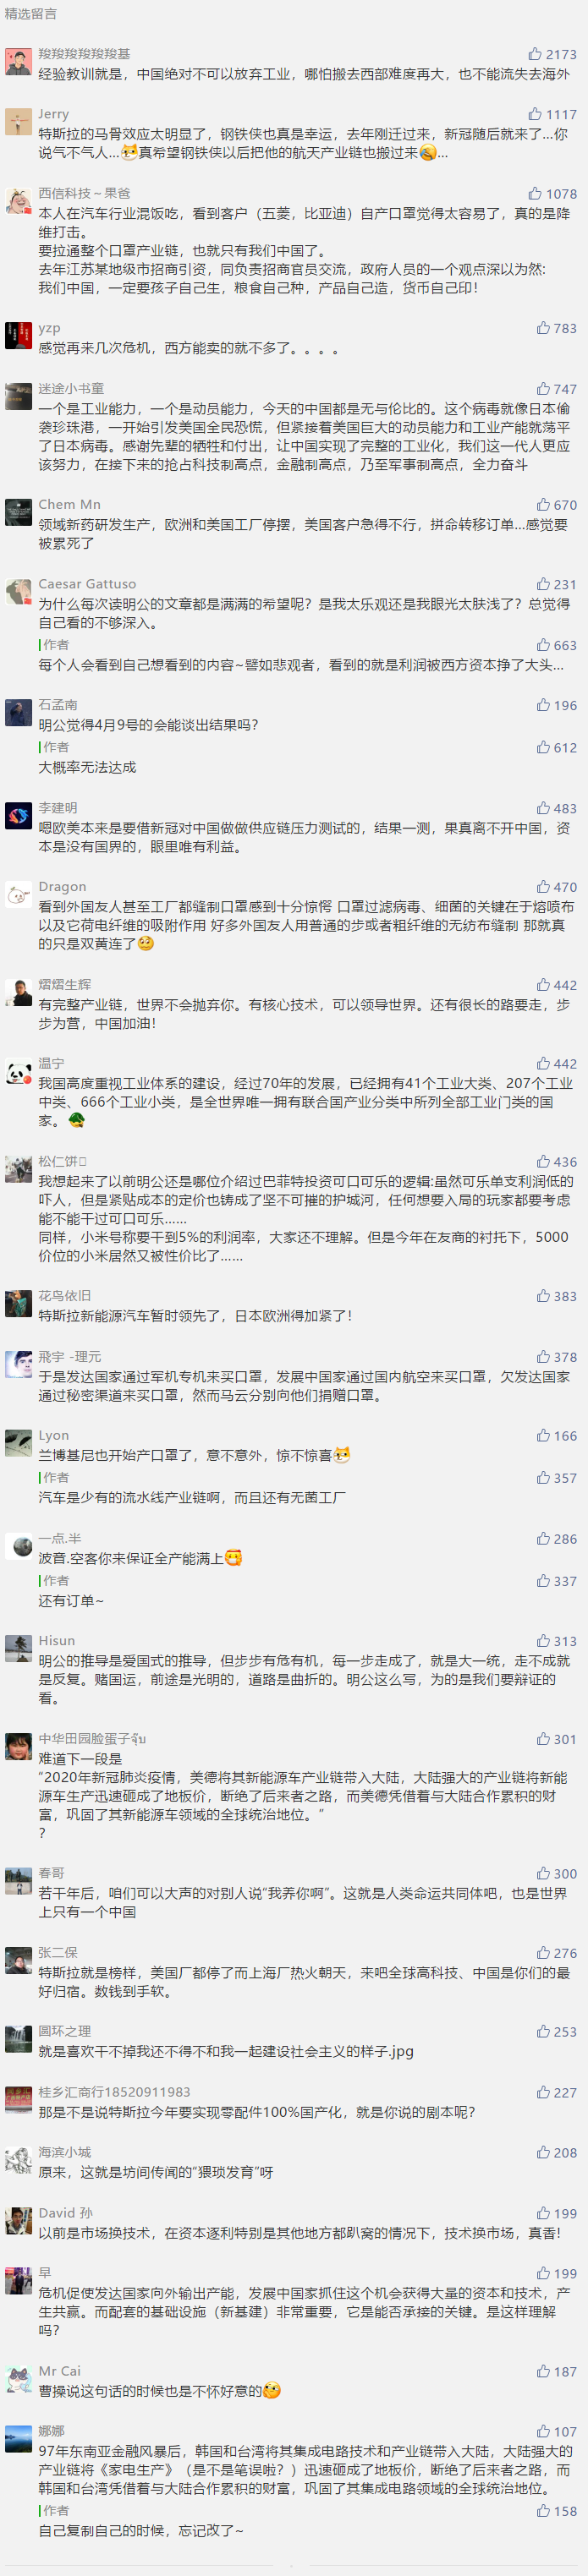 精选留言
羧羧羧羧羧羧基
2173
经验教训就是，中国绝对不可以放弃工业，哪怕搬去西部难度再大，也不能流失去海外
Jerry
1117
特斯拉的马骨效应太明显了，钢铁侠也真是幸运，去年刚迁过来，新冠随后就来了…你
说气不气人…真希望钢铁侠以后把他的航天产业链也搬过来…
西信科技～果爸
1078
本人在汽车行业混饭吃，看到客户（五菱，比亚迪）自产口罩觉得太容易了，真的是降
维打击。
要拉通整个口罩产业链，也就只有我们中国了。
去年江苏某地级市招商引资，同负责招商官员交流，政府人员的一个观点深以为然:
我们中国，一定要孩子自己生，粮食自己种，产品自己造，货币自己印！
yzp
783
感觉再来几次危机，西方能卖的就不多了。。。。
迷途小书童
747
一个是工业能力，一个是动员能力，今天的中国都是无与伦比的。这个病毒就像日本偷
袭珍珠港，一开始引发美国全民恐慌，但紧接着美国巨大的动员能力和工业产能就荡平
了日本病毒。感谢先辈的牺牲和付出，让中国实现了完整的工业化，我们这一代人更应
该努力，在接下来的抢占科技制高点，金融制高点，乃至军事制高点，全力奋斗
Chem Mn
670
领域新药研发生产，欧洲和美国工厂停摆，美国客户急得不行，拼命转移订单…感觉要
被累死了
Caesar Gattuso
231
为什么每次读明公的文章都是满满的希望呢？是我太乐观还是我眼光太肤浅了？总觉得
自己看的不够深入。
作者
663
每个人会看到自己想看到的内容~譬如悲观者，看到的就是利润被西方资本挣了大头…
石孟南
196
明公觉得4月9号的会能谈出结果吗？
作者
612
大概率无法达成
李建明
483
嗯欧美本来是要借新冠对中国做做供应链压力测试的，结果一测，果真离不开中国，资
本是没有国界的，眼里唯有利益。
Dragon
470
看到外国友人甚至工厂都缝制口罩感到十分惊愕 口罩过滤病毒、细菌的关键在于熔喷布
以及它荷电纤维的吸附作用 好多外国友人用普通的步或者粗纤维的无纺布缝制 那就真
的只是双黄连了
熠熠生辉
442
有完整产业链，世界不会抛弃你。有核心技术，可以领导世界。还有很长的路要走，步
步为营，中国加油！
温宁
442
我国高度重视工业体系的建设，经过70年的发展，已经拥有41个工业大类、207个工业
中类、666个工业小类，是全世界唯一拥有联合国产业分类中所列全部工业门类的国
家。
松仁饼
436
我想起来了以前明公还是哪位介绍过巴菲特投资可口可乐的逻辑:虽然可乐单支利润低的
吓人，但是紧贴成本的定价也铸成了坚不可摧的护城河，任何想要入局的玩家都要考虑
能不能干过可口可乐……
同样，小米号称要干到5%的利润率，大家还不理解。但是今年在友商的衬托下，5000
价位的小米居然又被性价比了……
花鸟依旧
383
特斯拉新能源汽车暂时领先了，日本欧洲得加紧了！
飛宇 -理元
378
于是发达国家通过军机专机来买口罩，发展中国家通过国内航空来买口罩，欠发达国家
通过秘密渠道来买口罩，然而马云分别向他们捐赠口罩。
Lyon
166
兰博基尼也开始产口罩了，意不意外，惊不惊喜
作者
357
汽车是少有的流水线产业链啊，而且还有无菌工厂
一点.半
286
波音.空客你来保证全产能满上
作者
337
还有订单~
Hisun
313
明公的推导是爱国式的推导，但步步有危有机，每一步走成了，就是大一统，走不成就
是反复。赌国运，前途是光明的，道路是曲折的。明公这么写，为的是我们要辩证的
看。
中华田园脸蛋子จุ๊บ
301
难道下一段是
“2020年新冠肺炎疫情，美德将其新能源车产业链带入大陆，大陆强大的产业链将新能
源车生产迅速砸成了地板价，断绝了后来者之路，而美德凭借着与大陆合作累积的财
富，巩固了其新能源车领域的全球统治地位。”
？
春哥
300
若干年后，咱们可以大声的对别人说“我养你啊”。这就是人类命运共同体吧，也是世界
上只有一个中国
张二保
276
特斯拉就是榜样，美国厂都停了而上海厂热火朝天，来吧全球高科技、中国是你们的最
好归宿。数钱到手软。
圆环之理
253
就是喜欢干不掉我还不得不和我一起建设社会主义的样子.jpg
桂乡汇商行18520911983
227
那是不是说特斯拉今年要实现零配件100%国产化，就是你说的剧本呢？
海滨小城
208
原来，这就是坊间传闻的“猥琐发育”呀
David 孙
199
以前是市场换技术，在资本逐利特别是其他地方都趴窝的情况下，技术换市场，真香！
早
199
危机促使发达国家向外输出产能，发展中国家抓住这个机会获得大量的资本和技术，产
生共赢。而配套的基础设施（新基建）非常重要，它是能否承接的关键。是这样理解
吗？
Mr Cai
187
曹操说这句话的时候也是不怀好意的
娜娜
107
97年东南亚金融风暴后，韩国和台湾将其集成电路技术和产业链带入大陆，大陆强大的
产业链将《家电生产》（是不是笔误啦？）迅速砸成了地板价，断绝了后来者之路，而
韩国和台湾凭借着与大陆合作累积的财富，巩固了其集成电路领域的全球统治地位。
作者
158
自己复制自己的时候，忘记改了~